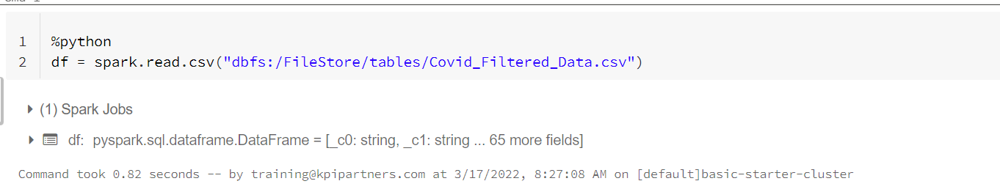 1 %python
2 df = spark.read.csv("dbfs:/FileStore/tables/Covid_Filtered_Data.csv")
(1) Spark Jobs
df: pyspark.sql.dataframe.DataFrame = [_c0: string, _c1: string ... 65 more fields]
Command took 0.82 seconds -- by training@kpipartners.com at 3/17/2022, 8:27:08 AM on [default]basic-starter-cluster